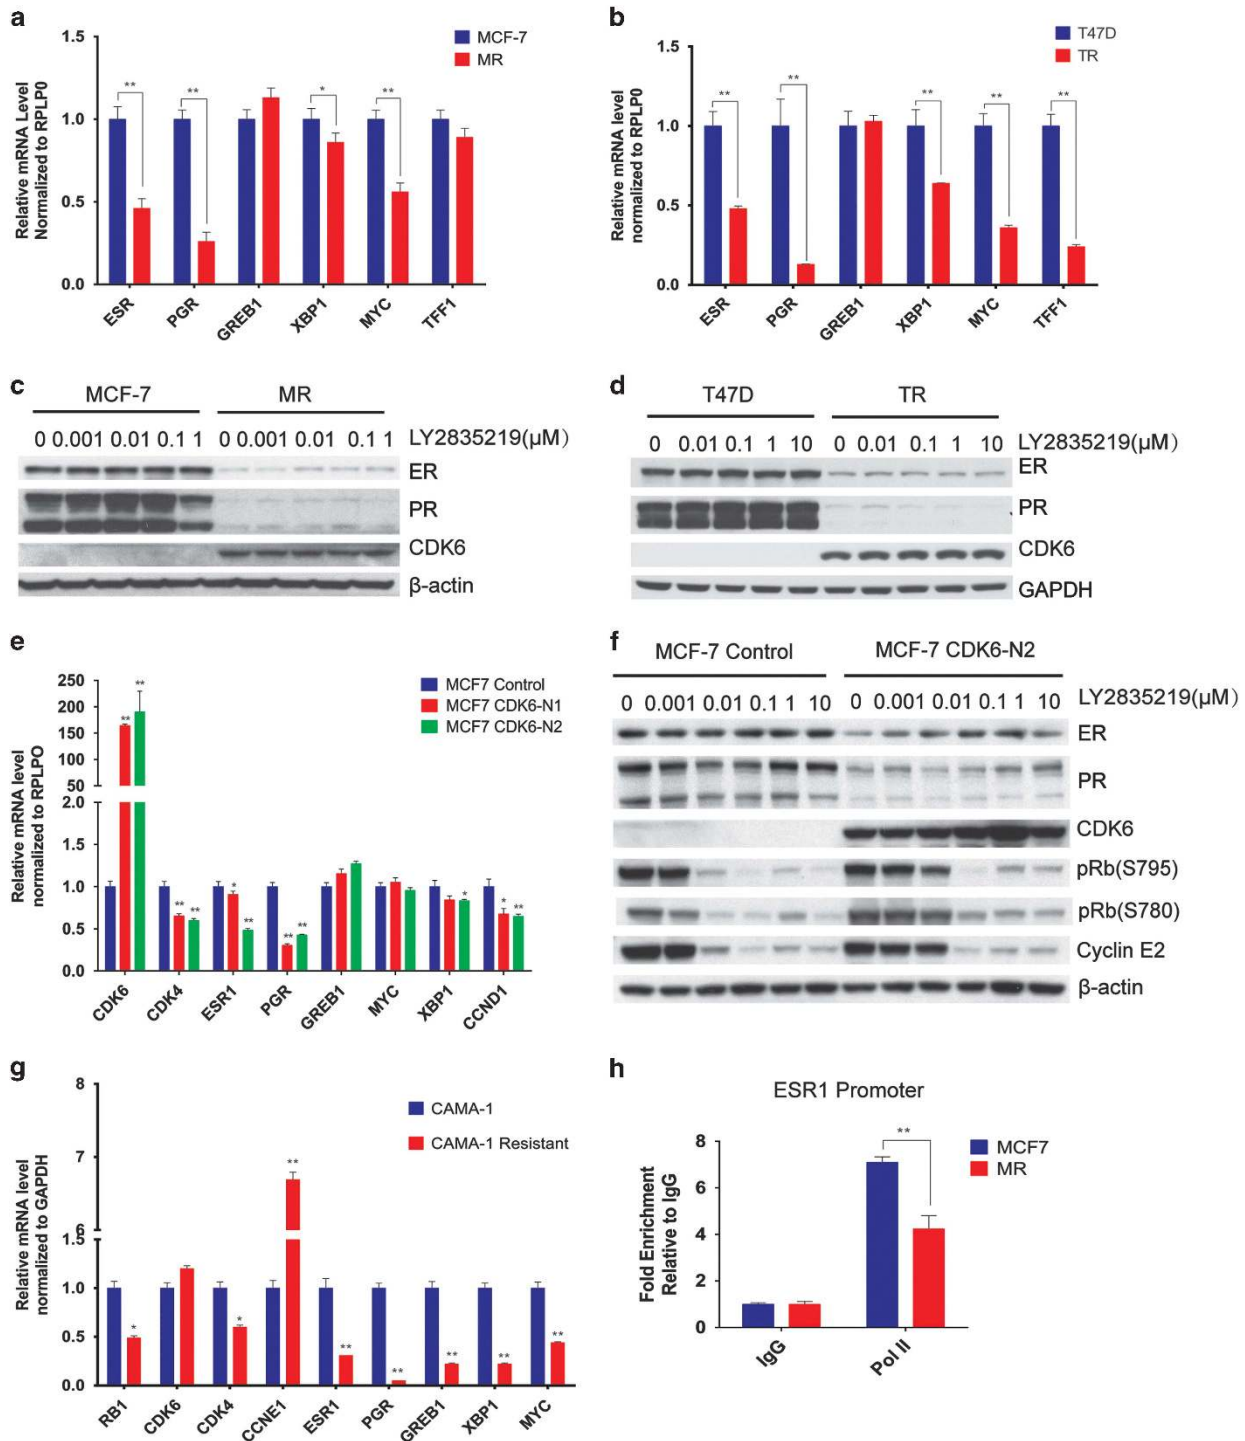 a
1.5
1.0
0.5
0.0
Relative mRNA Level
Normalized to RPLP0
MCF-7
MR
**
**
*
**
ESR
PGR
GREB1
XBP1
MYC
TFF1
b
1.5
1.0
0.5
0.0
Relative mRNA level
normalized to RPLP0
T47D
TR
**
**
**
**
**
ESR
PGR
GREB1
XBP1
MYC
TFF1
c
MCF-7 MR
0 0.001 0.01 0.1 1 0 0.001 0.01 0.1 1 LY2835219(μM)
ER
PR
CDK6
β-actin
d
T47D TR
0 0.01 0.1 1 10 0 0.01 0.1 1 10 LY2835219(μM)
ER
PR
CDK6
GAPDH
e
250
200
150
100
50
2.0
1.5
1.0
0.5
0.0
Relative mRNA level
normalized to RPLPO
MCF7 Control
MCF7 CDK6-N1
MCF7 CDK6-N2
**
**
**
**
*
**
**
**
*
*
**
CDK6
CDK4
ESR1
PGR
GREB1
MYC
XBP1
CCND1
f
MCF-7 Control MCF-7 CDK6-N2
0 0.001 0.01 0.1 1 10 0 0.001 0.01 0.1 1 10 LY2835219(μM)
ER
PR
CDK6
pRb(S795)
pRb(S780)
Cyclin E2
β-actin
g
8
7
6
1.5
1.0
0.5
0.0
Relative mRNA level
normalized to GAPDH
CAMA-1
CAMA-1 Resistant
*
*
**
**
**
**
**
**
RB1
CDK6
CDK4
CCNE1
ESR1
PGR
GREB1
XBP1
MYC
h
ESR1 Promoter
8
6
4
2
0
Fold Enrichment
Relative to IgG
**
MCF7
MR
IgG
Pol II